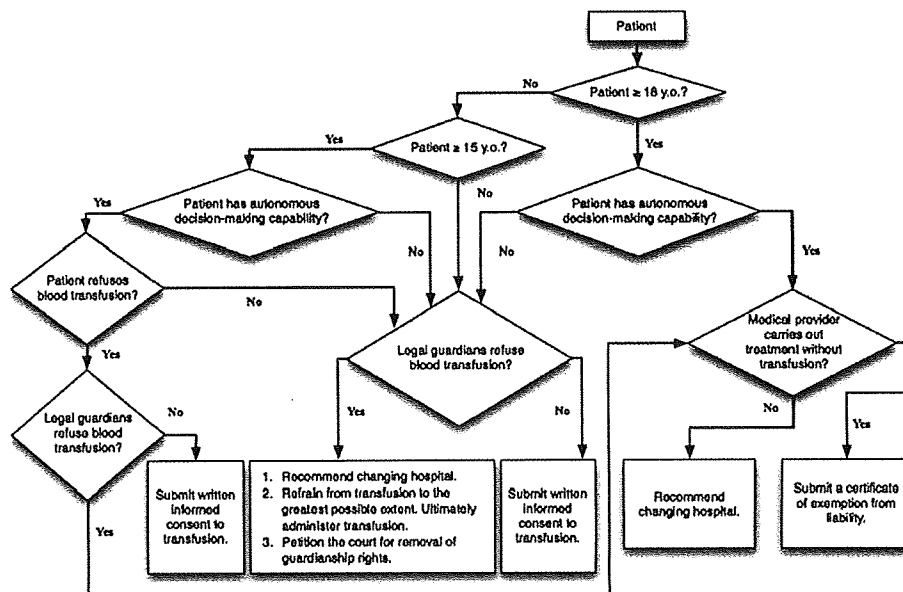 Patient
No
Patient ≥ 18 y.o.?
Yes
Patient ≥ 15 y.o.?
Yes
No
Yes
Patient has autonomous
decision-making capability?
Patient has autonomous
decision-making capability?
No
No
Yes
Patient refuses
blood transfusion?
No
Yes
Legal guardians refuse
blood transfusion?
Medical provider
carries out
treatment without
transfusion?
Legal guardians
refuse blood
transfusion?
No
Yes
No
No
Yes
Submit written
informed
consent to
transfusion.
1. Recommend changing hospital.
2. Refrain from transfusion to the
greatest possible extent. Ultimately
administer transfusion.
3. Petition the court for removal of
guardianship rights.
Submit written
informed
consent to
transfusion.
Recommend
changing hospital.
Submit a certificate
of exemption from
liability.
Yes